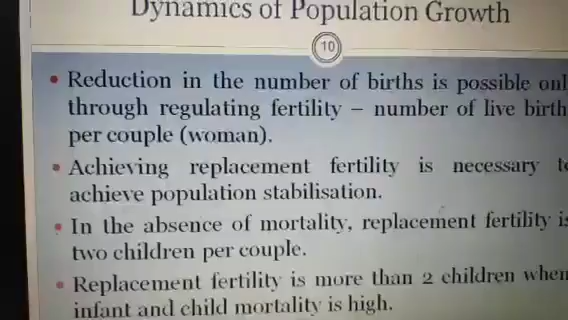 Dynamics of Population Growth
10
• Reduction in the number of births is possible onl
through regulating fertility – number of live birth
per couple (woman).
• Achieving replacement fertility is necessary t
achieve population stabilisation.
• In the absence of mortality, replacement fertility is
two children per couple.
• Replacement fertility is more than 2 children when
infant and child mortality is high.